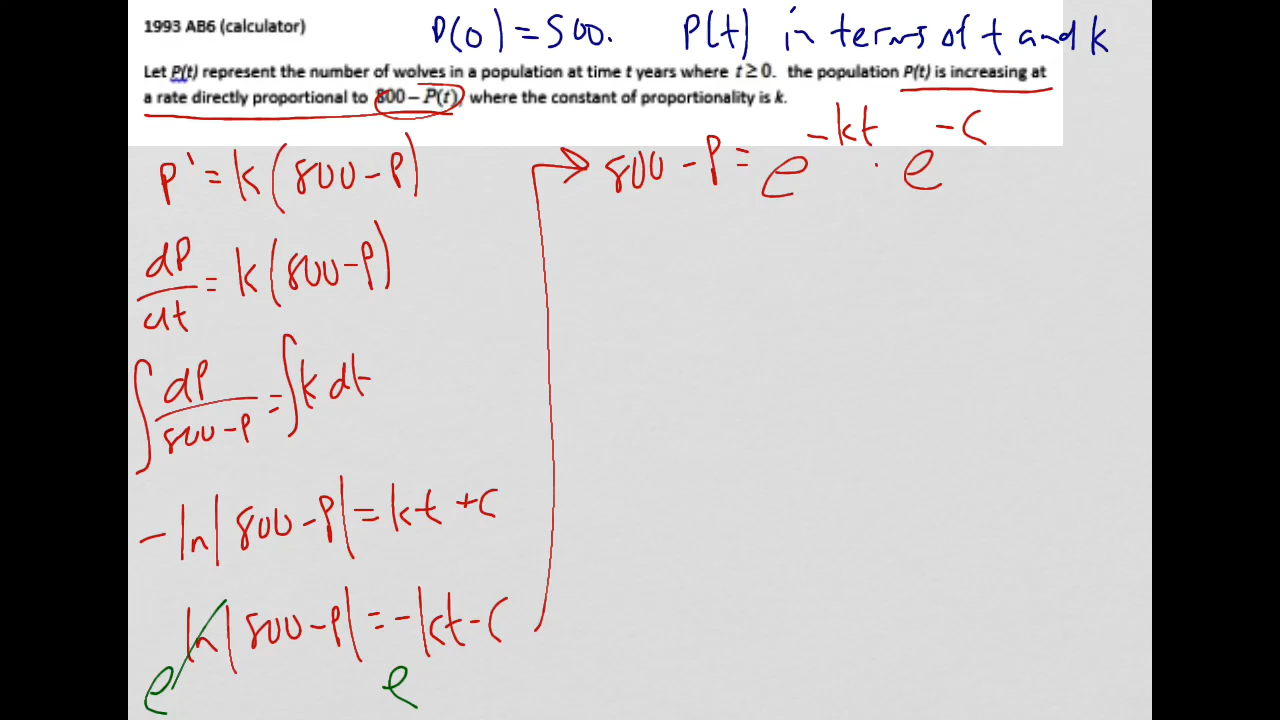 1993 AB6 (calculator)
P(0) = 500. P(t) in terms of t and k
Let P(t) represent the number of wolves in a population at time t years where t ≥ 0. the population P(t) is increasing at
a rate directly proportional to 800 – P(t), where the constant of proportionality is k.
P' = k(800 - P)
dP/dt = k(800 - P)
∫ dP/800-P = ∫ k dt
-ln|800 - P| = kt + C
ln|800 - P| = -kt - C
e e
800 - P = e^-kt · e^-C